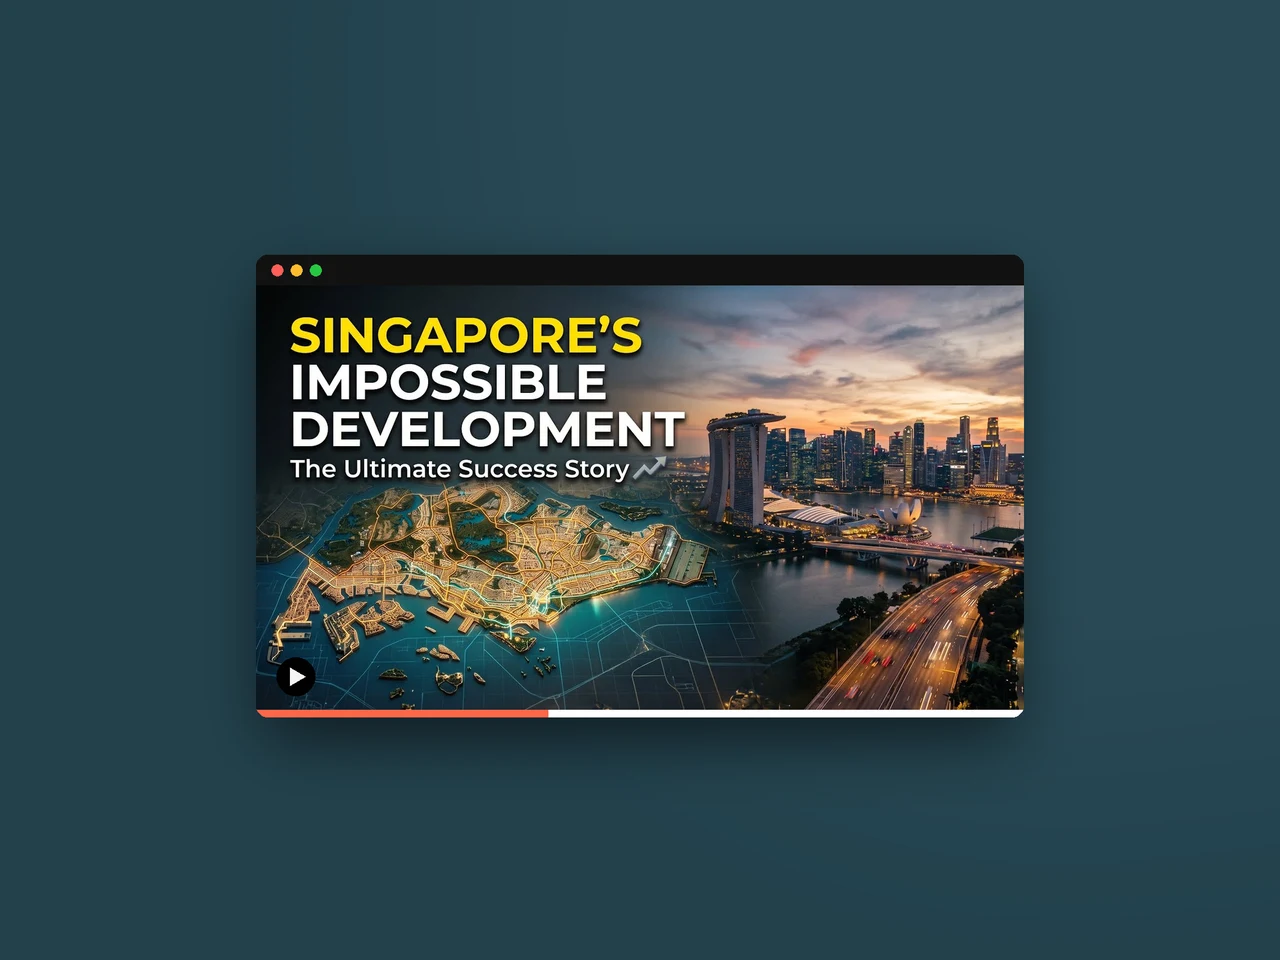 SINGAPORE’S
IMPOSSIBLE
DEVELOPMENT
The Ultimate Success Story